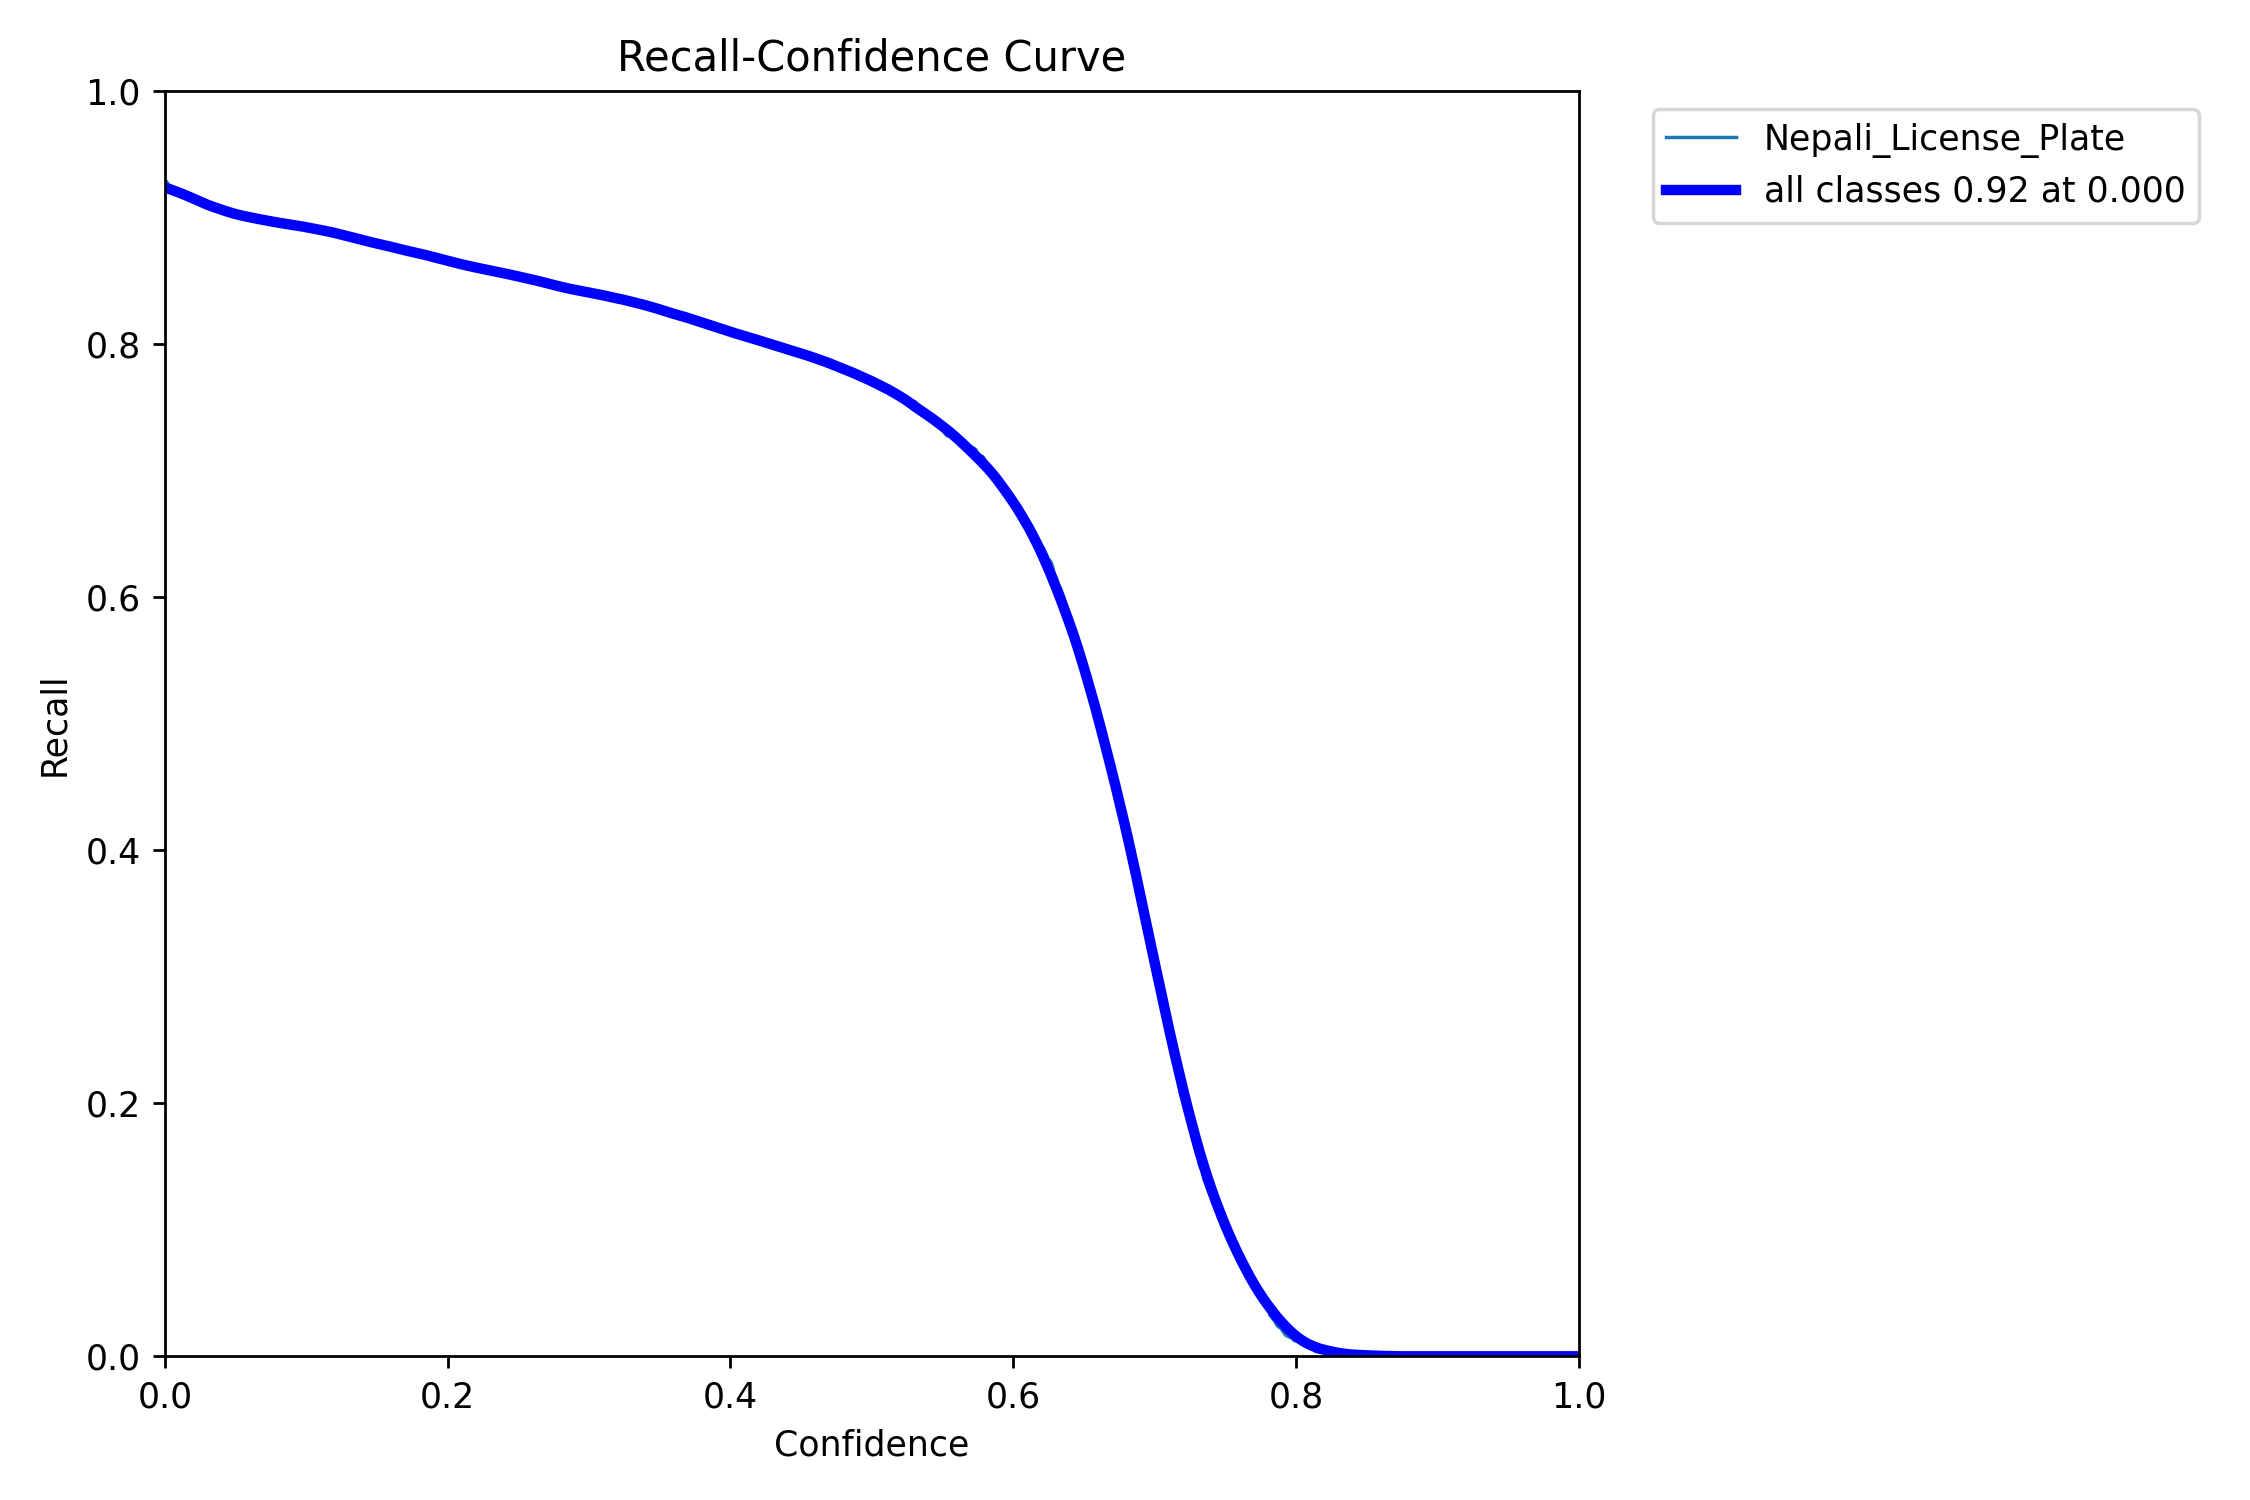 Recall-Confidence Curve
1.0
0.8
0.6
0.4
0.2
0.0
Recall
0.0 0.2 0.4 0.6 0.8 1.0
Confidence
Nepali_License_Plate
all classes 0.92 at 0.000